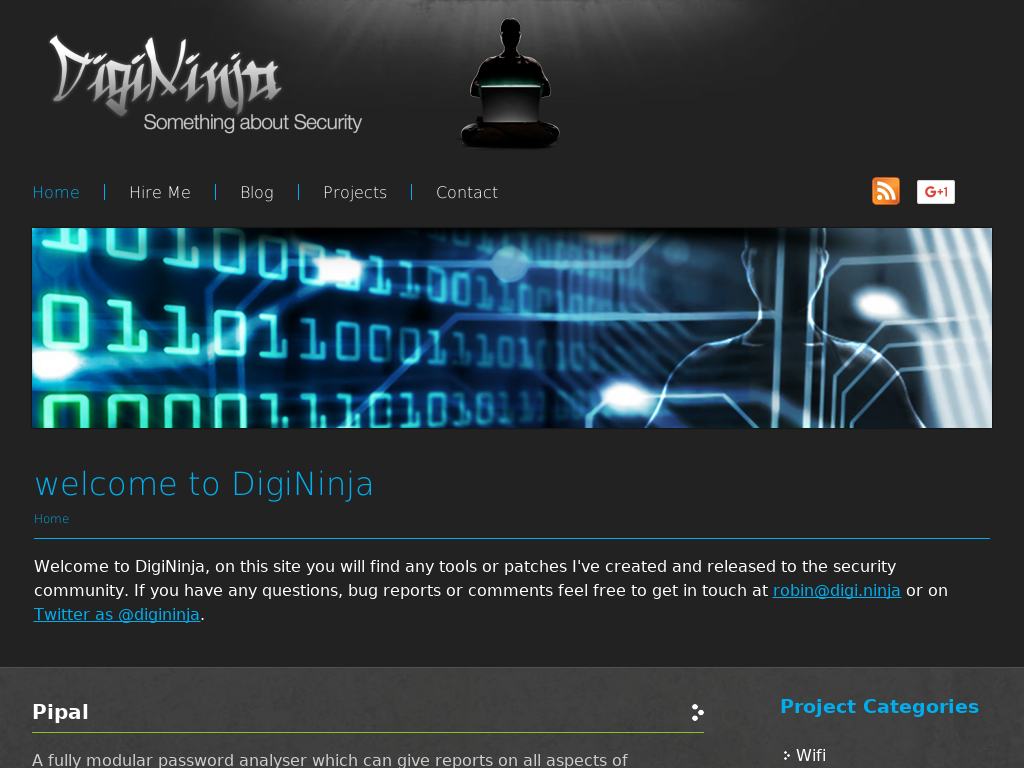 DigiNinja
Something about Security
Home
Hire Me
Blog
Projects
Contact
G+1
welcome to DigiNinja
Home
Welcome to DigiNinja, on this site you will find any tools or patches I've created and released to the security
community. If you have any questions, bug reports or comments feel free to get in touch at robin@digi.ninja or on
Twitter as @digininja.
Pipal
Project Categories
A fully modular password analyser which can give reports on all aspects of
Wifi